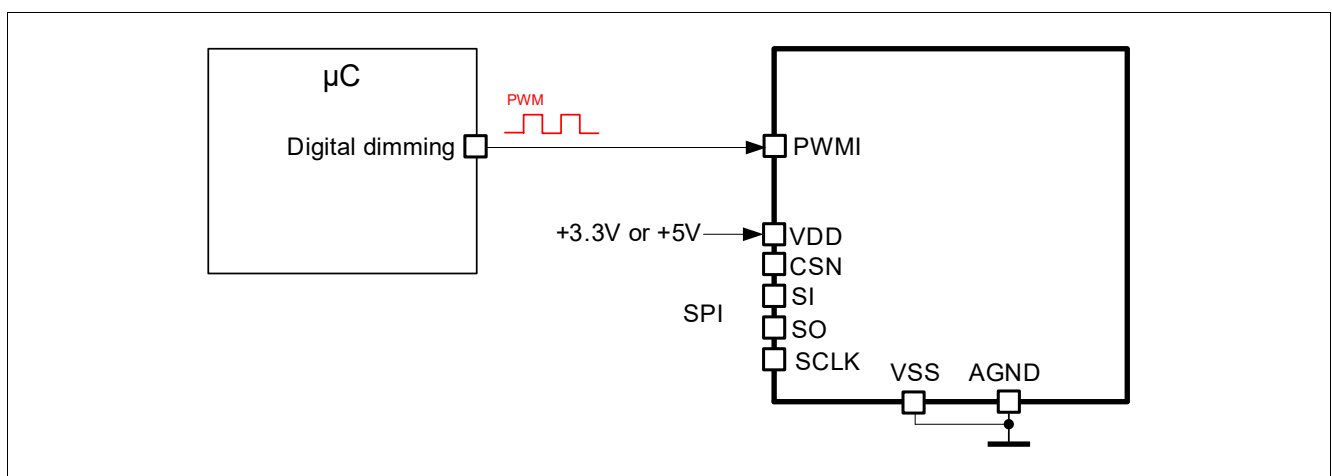 µC
PWM
Digital dimming
PWMI
+3.3V or +5V
VDD
CSN
SI
SPI
SO
SCLK
VSS AGND